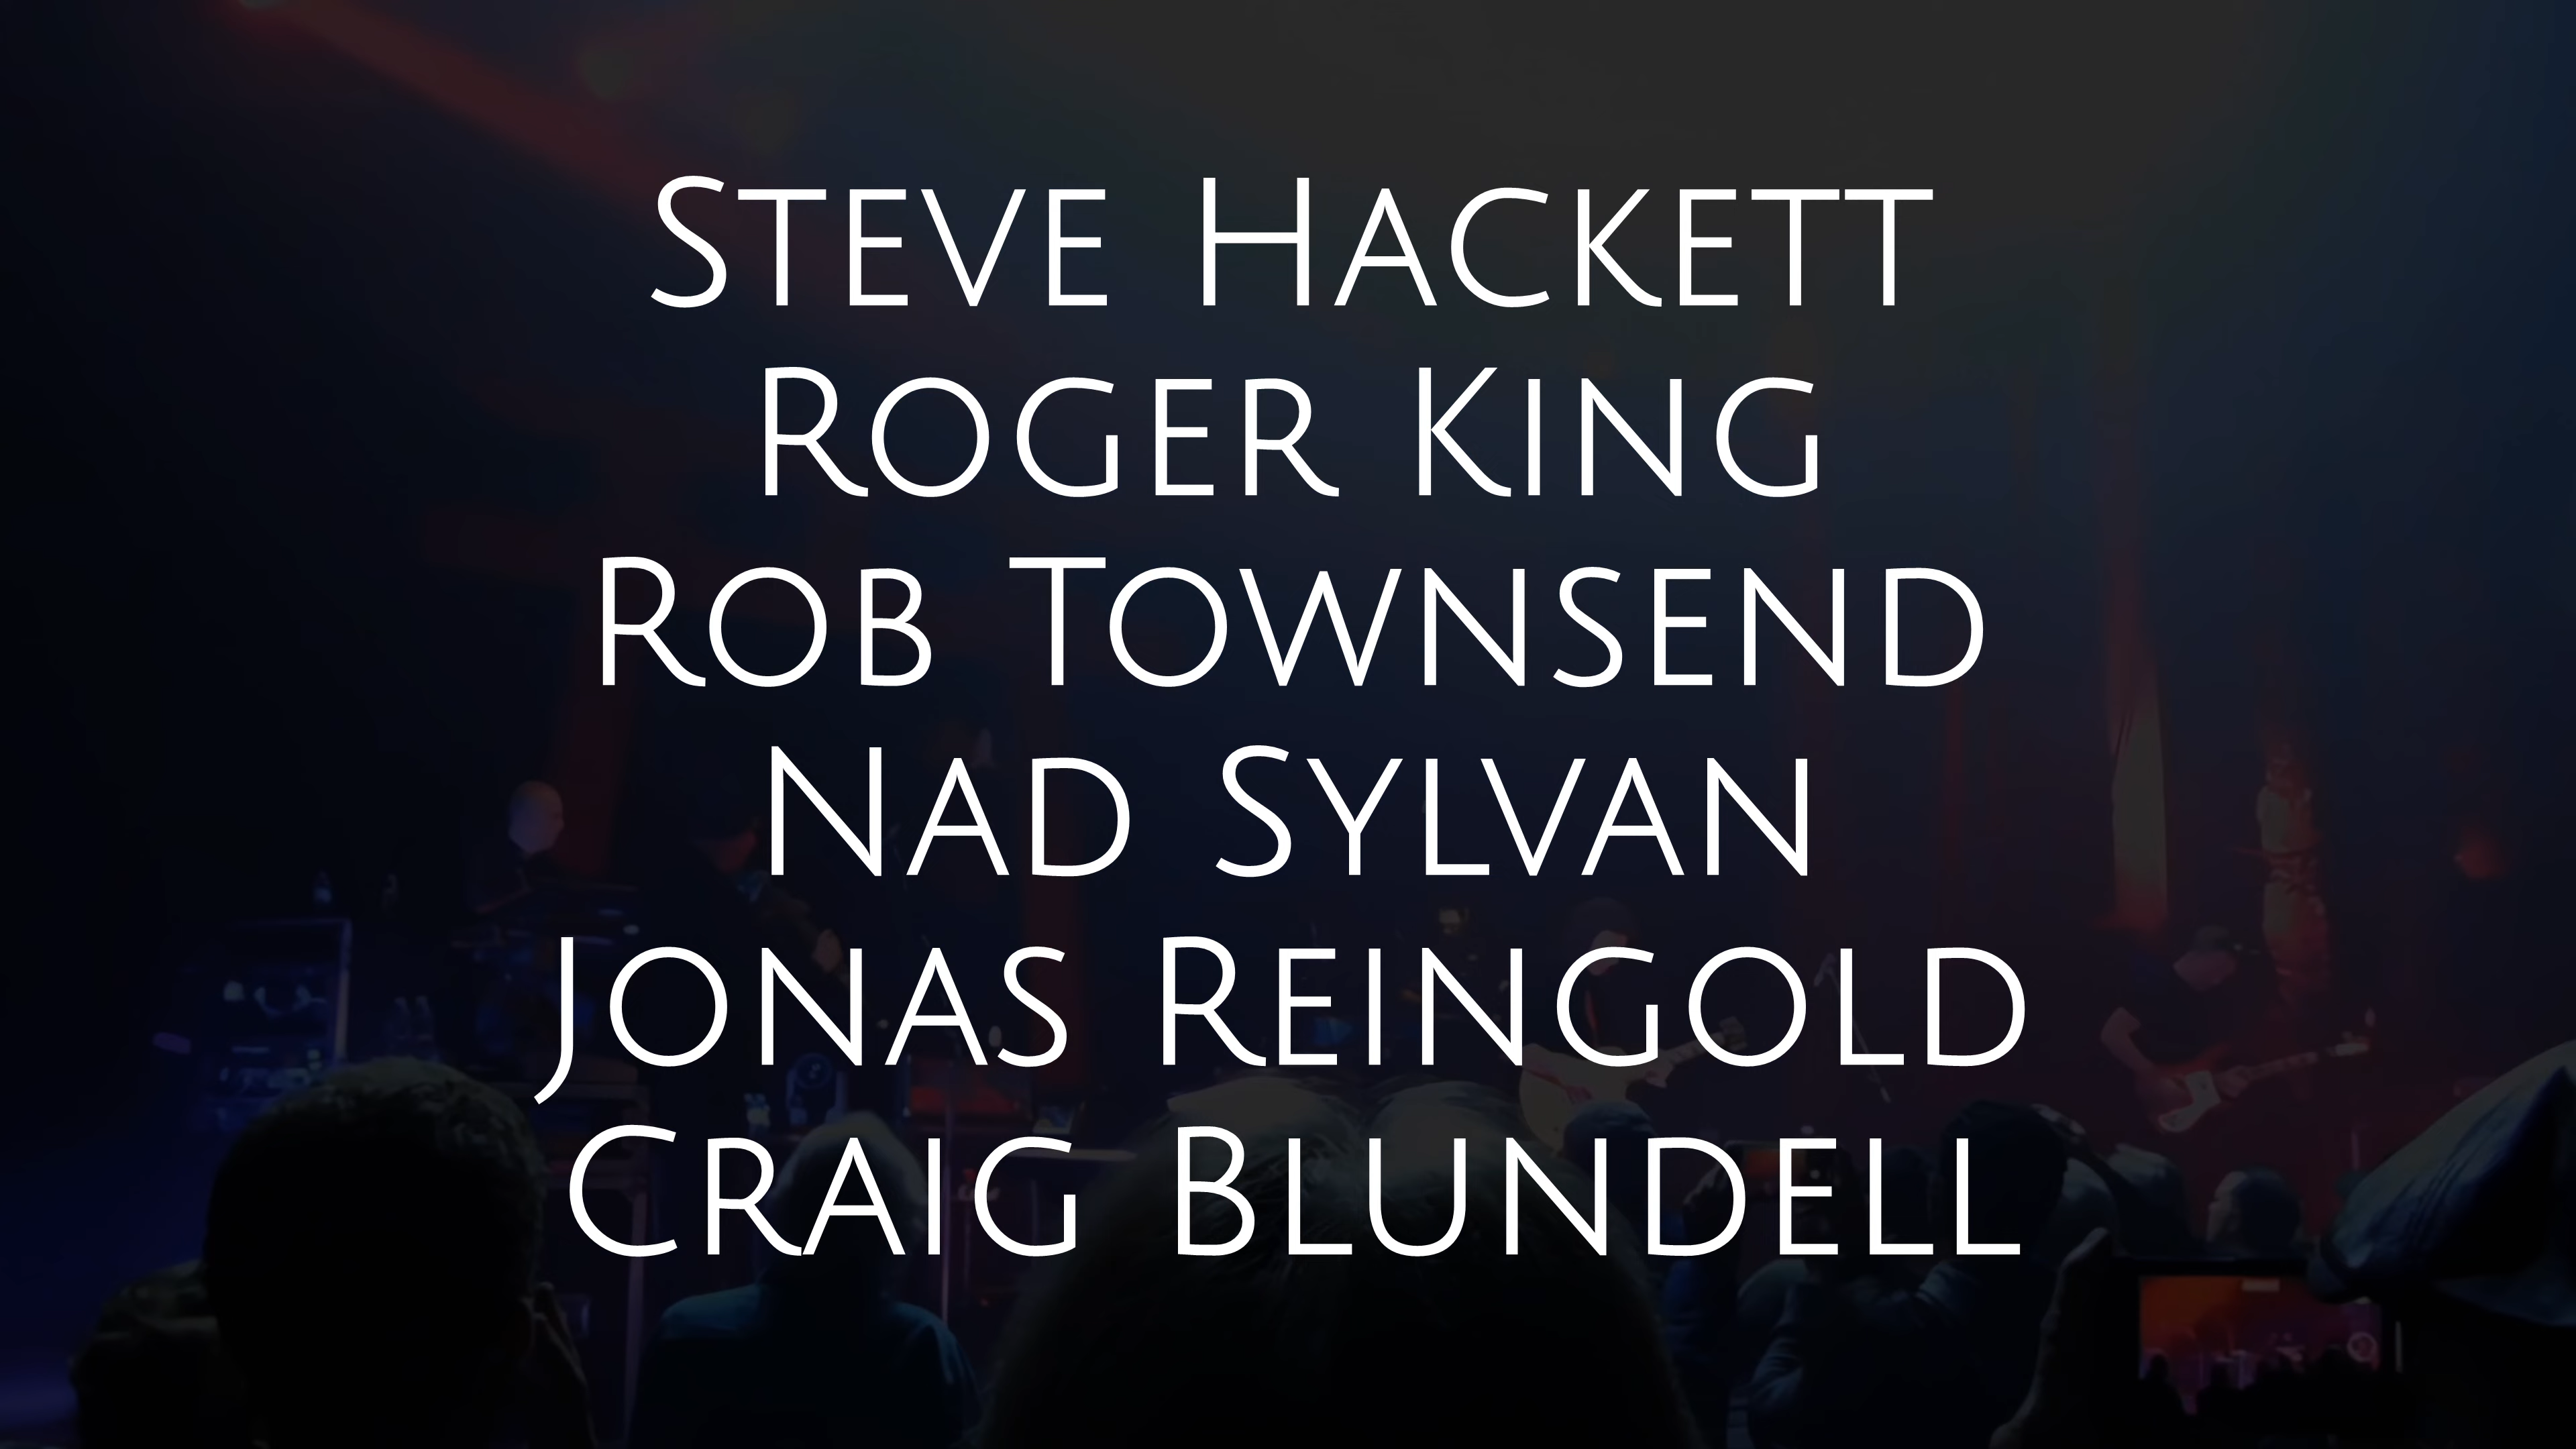 Steve Hackett
Roger King
Rob Townsend
Nad Sylvan
Jonas Reingold
Craig Blundell